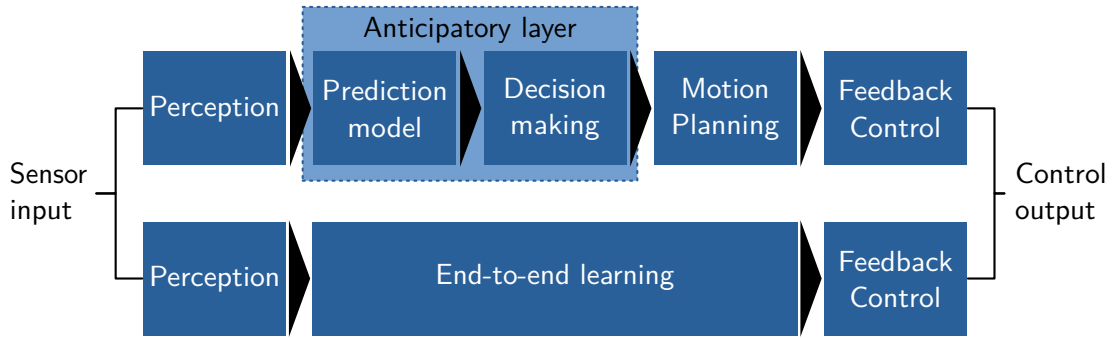 Anticipatory layer
Perception
Prediction
model
Decision
making
Motion
Planning
Feedback
Control
Sensor
input
Control
output
Perception
End-to-end learning
Feedback
Control